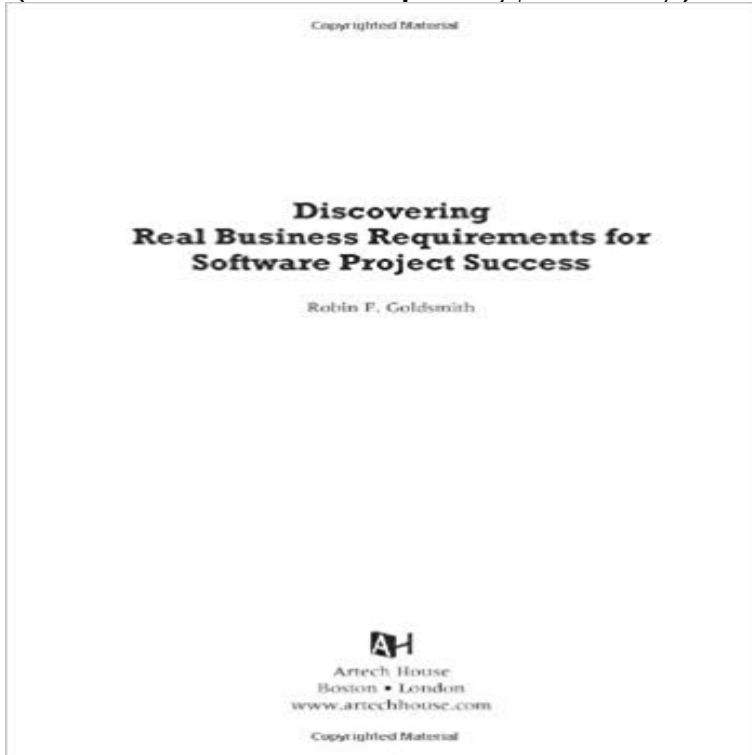 Copyrighted Material
Discovering
Real Business Requirements for
Software Project Success
Robin F. Goldsmith
AH
Artech House
Boston • London
www.artechhouse.com
Copyrighted Material